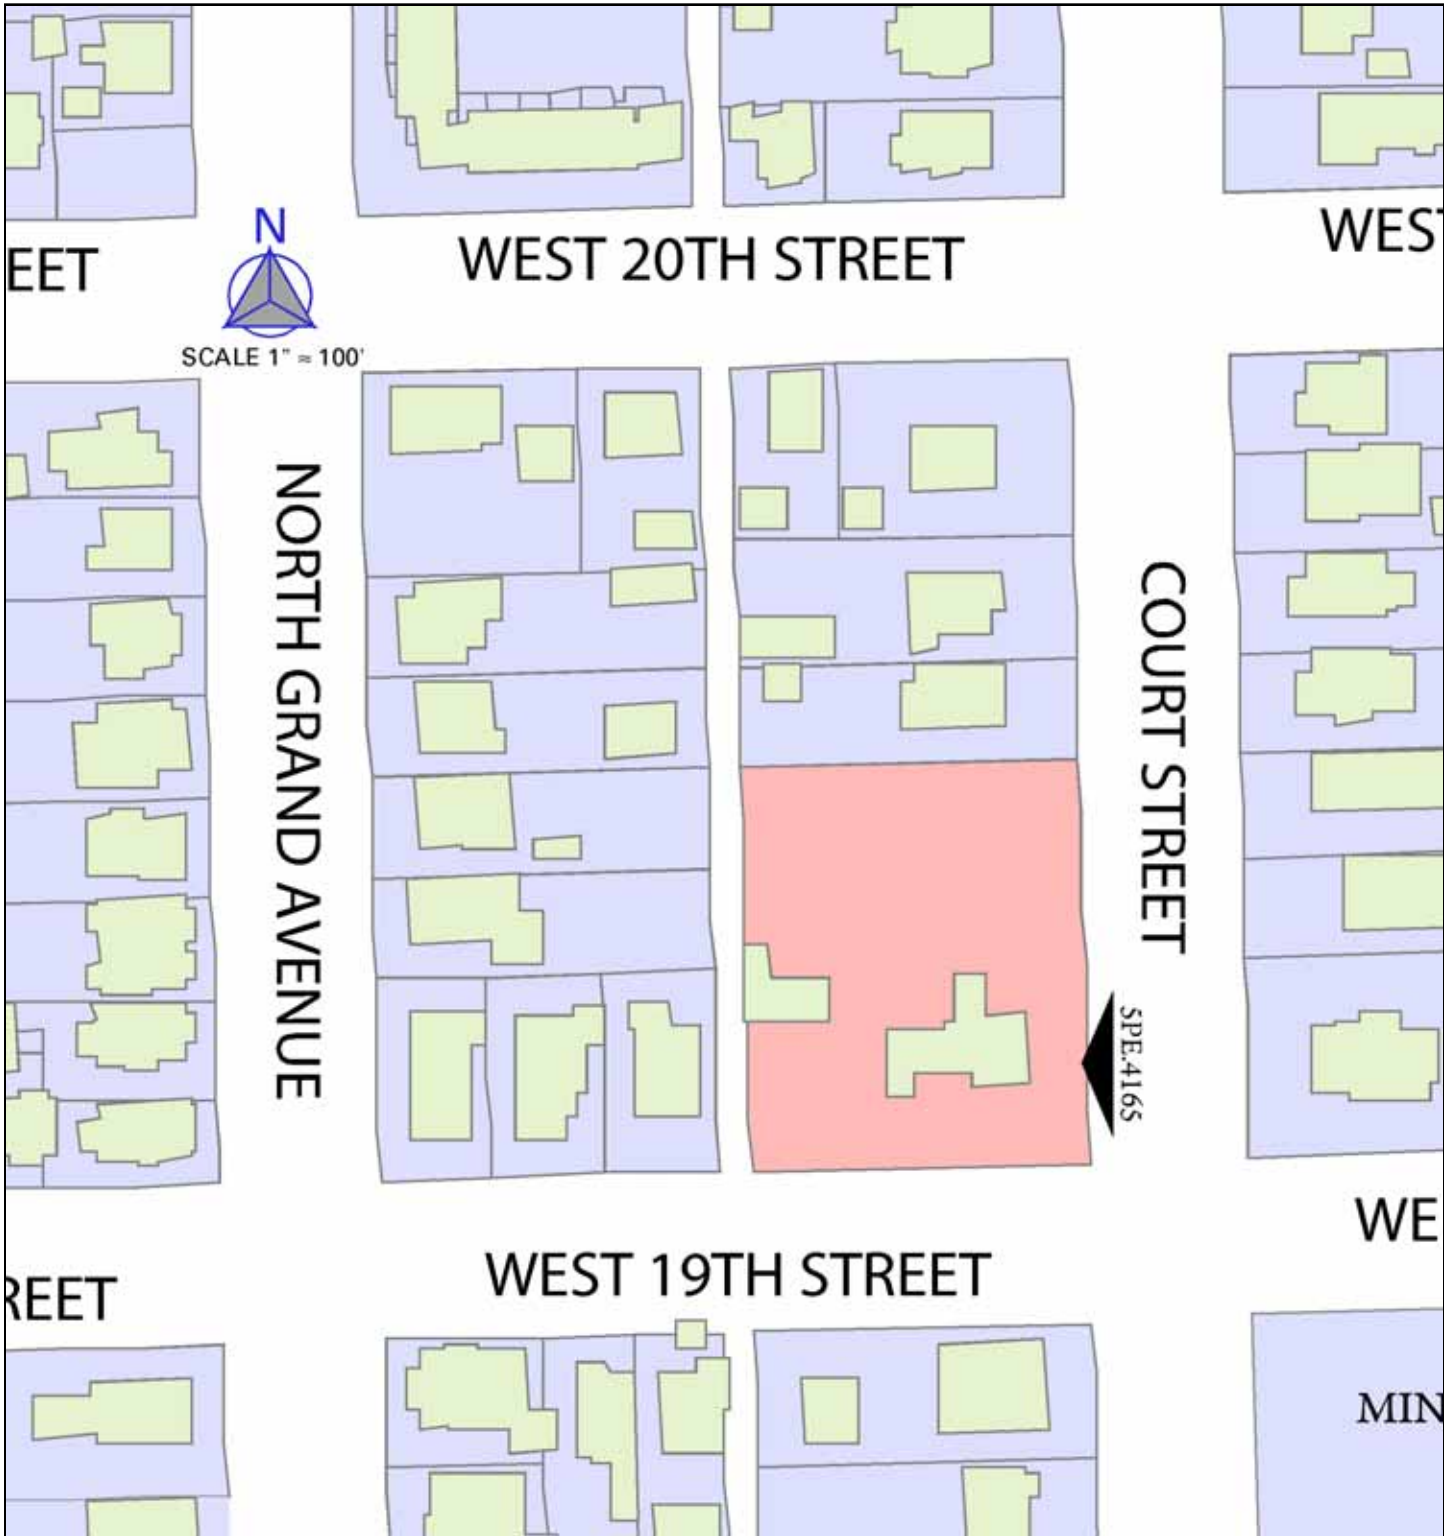 N
WEST 20TH STREET
WEST
EET
SCALE 1" ≈ 100'
NORTH GRAND AVENUE
COURT STREET
SPE.4165
WE
WEST 19TH STREET
REET
MIN